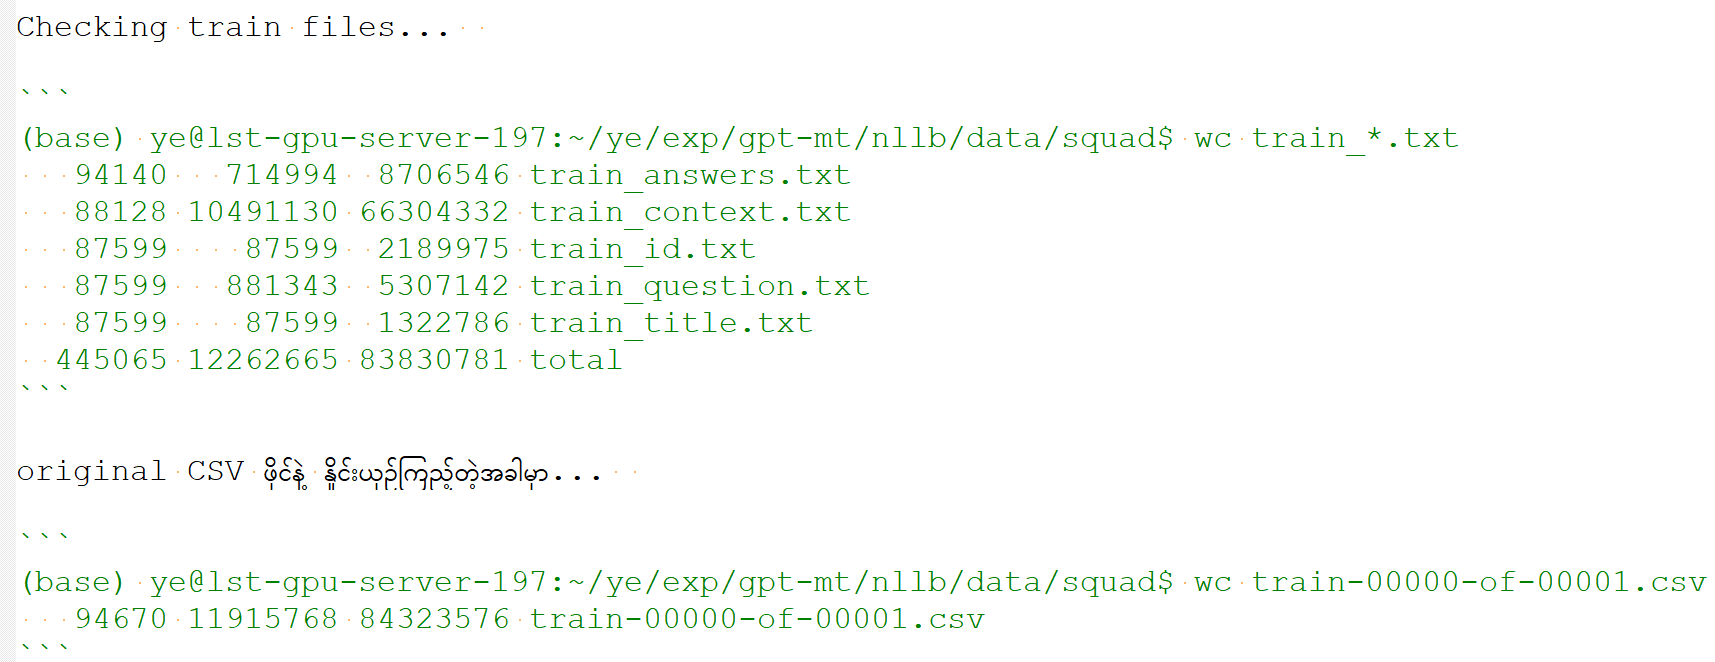 Checking train files...
```
(base) ye@lst-gpu-server-197:~/ye/exp/gpt-mt/nllb/data/squad$ wc train_*.txt
94140 714994 8706546 train_answers.txt
88128 10491130 66304332 train_context.txt
87599 87599 2189975 train_id.txt
87599 881343 5307142 train_question.txt
87599 87599 1322786 train_title.txt
445065 12262665 83830781 total
```
original CSV ဖိုင်နဲ့ နှိုင်းယှဉ်ကြည့်တဲ့အခါမှာ...
```
(base) ye@lst-gpu-server-197:~/ye/exp/gpt-mt/nllb/data/squad$ wc train-00000-of-00001.csv
94670 11915768 84323576 train-00000-of-00001.csv
```